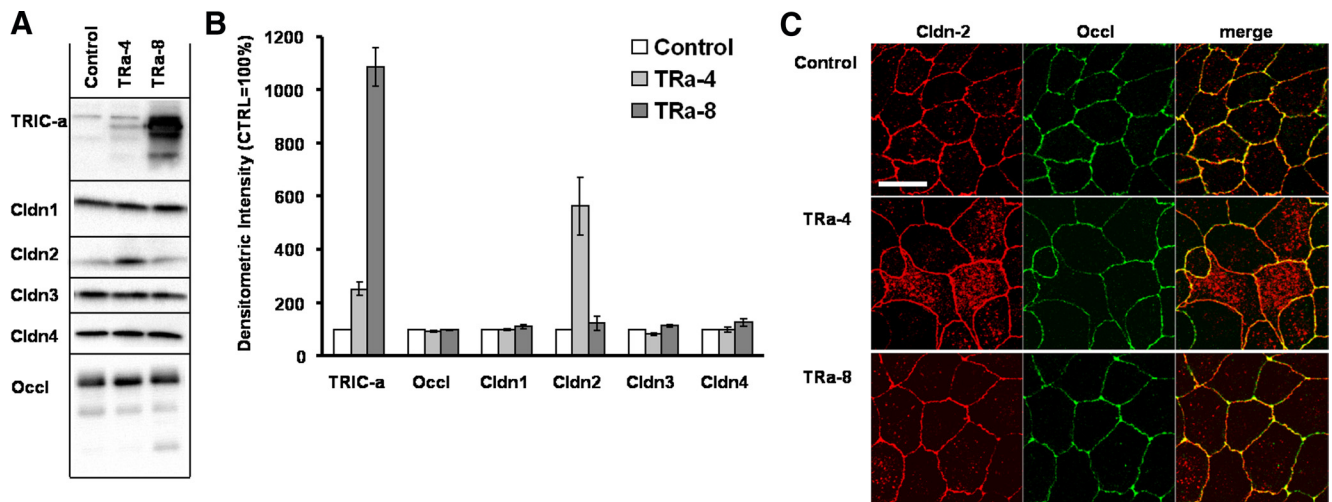 A
Control
TRa-4
TRa-8
TRIC-a
Cldn1
Cldn2
Cldn3
Cldn4
Occl
B
Densitometric Intensity (CTRL=100%)
1200
1000
800
600
400
200
0
Control
TRa-4
TRa-8
TRIC-a Occl Cldn1 Cldn2 Cldn3 Cldn4
C
Cldn-2 Occl merge
Control
TRa-4
TRa-8